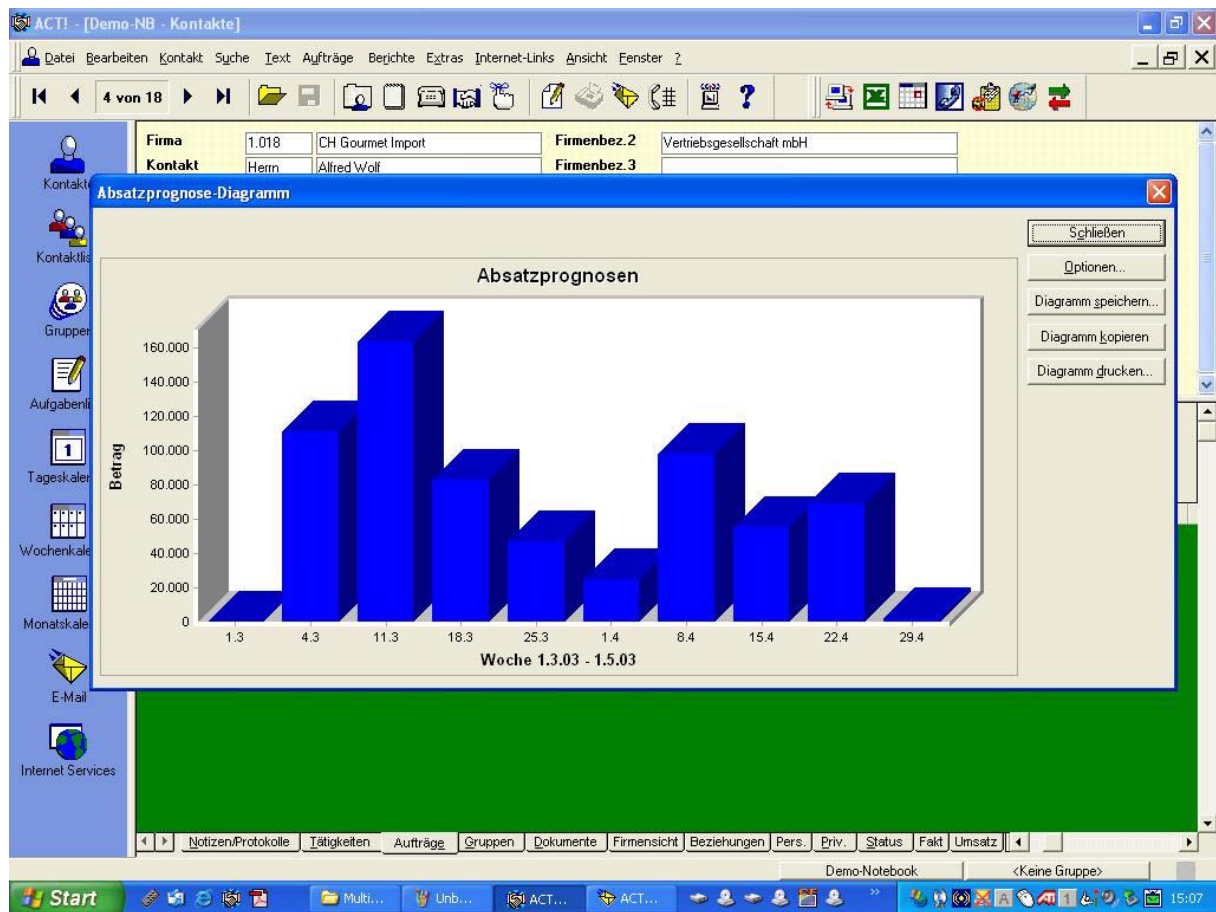 ACT! - [Demo-NB - Kontakte]
Datei Bearbeiten Kontakt Suche Text Aufträge Berichte Extras Internet-Links Ansicht Fenster ?
4 von 18
Firma 1.018 CH Gourmet Import Firmenbez.2 Vertriebsgesellschaft mbH
Kontakt Herrn Alfred Wolf Firmenbez.3
Kontakte
Absatzprognose-Diagramm
Schließen
Optionen...
Diagramm speichern...
Diagramm kopieren
Diagramm drucken...
Kontaktlis
Gruppen
Aufgabenli
1
Tageskalen
Wochenkale
Monatskale
E-Mail
Internet Services
Absatzprognosen
Betrag
160.000
140.000
120.000
100.000
80.000
60.000
40.000
20.000
0
1.3 4.3 11.3 18.3 25.3 1.4 8.4 15.4 22.4 29.4
Woche 1.3.03 - 1.5.03
Notizen/Protokolle Tätigkeiten Aufträge Gruppen Dokumente Firmensicht Beziehungen Pers. Priv. Status Fakt Umsatz
Demo-Notebook <Keine Gruppe>
Start Multi... Unb... ACT... ACT... 15:07